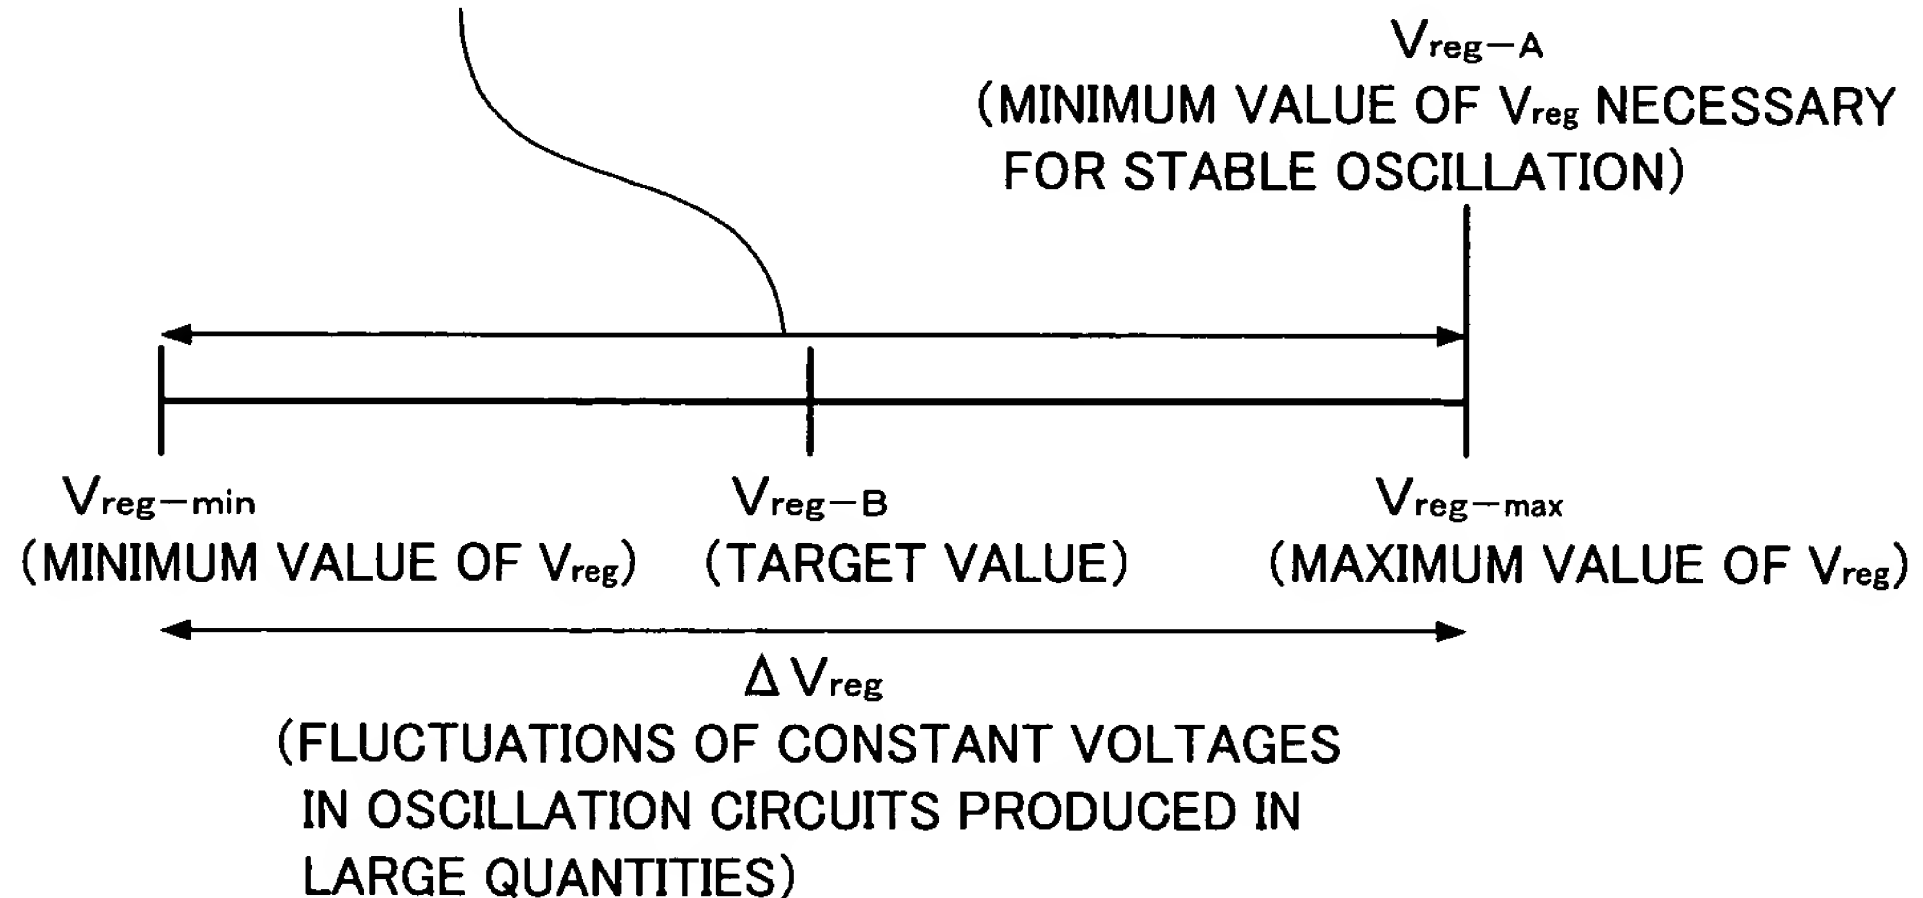 Vreg-A
(MINIMUM VALUE OF Vreg NECESSARY
FOR STABLE OSCILLATION)
Vreg-min Vreg-B Vreg-max
(MINIMUM VALUE OF Vreg) (TARGET VALUE) (MAXIMUM VALUE OF Vreg)
ΔVreg
(FLUCTUATIONS OF CONSTANT VOLTAGES
IN OSCILLATION CIRCUITS PRODUCED IN
LARGE QUANTITIES)